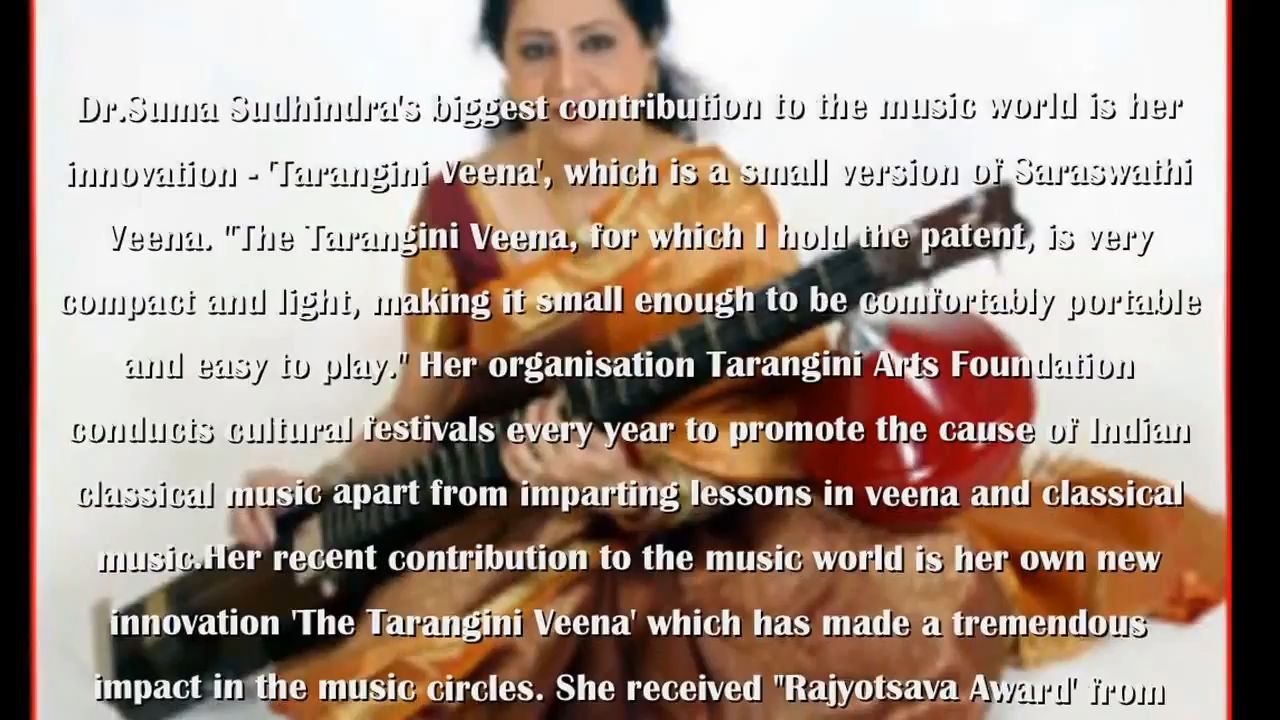 Dr.Suma Sudhindra's biggest contribution to the music world is her
innovation - 'Tarangini Veena', which is a small version of Saraswathi
Veena. "The Tarangini Veena, for which I hold the patent, is very
compact and light, making it small enough to be comfortably portable
and easy to play." Her organisation Tarangini Arts Foundation
conducts cultural festivals every year to promote the cause of Indian
classical music apart from imparting lessons in veena and classical
music.Her recent contribution to the music world is her own new
innovation 'The Tarangini Veena' which has made a tremendous
impact in the music circles. She received "Rajyotsava Award' from